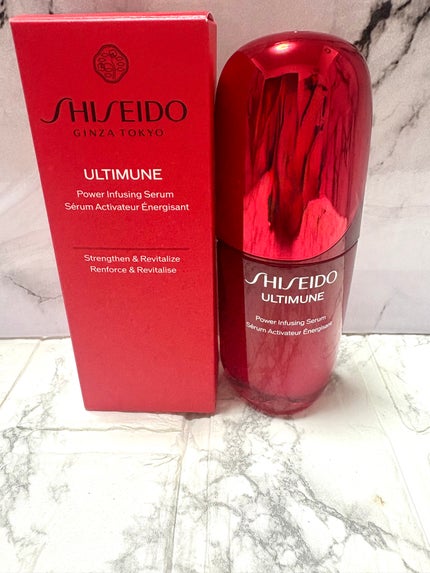 SHISEIDO
GINZA TOKYO
ULTIMUNE
Power Infusing Serum
Sérum Activateur Énergisant
Strengthen & Revitalize
Renforce & Revitalise
SHISEIDO
ULTIMUNE
Power Infusing Serum
Sérum Activateur Énergisant